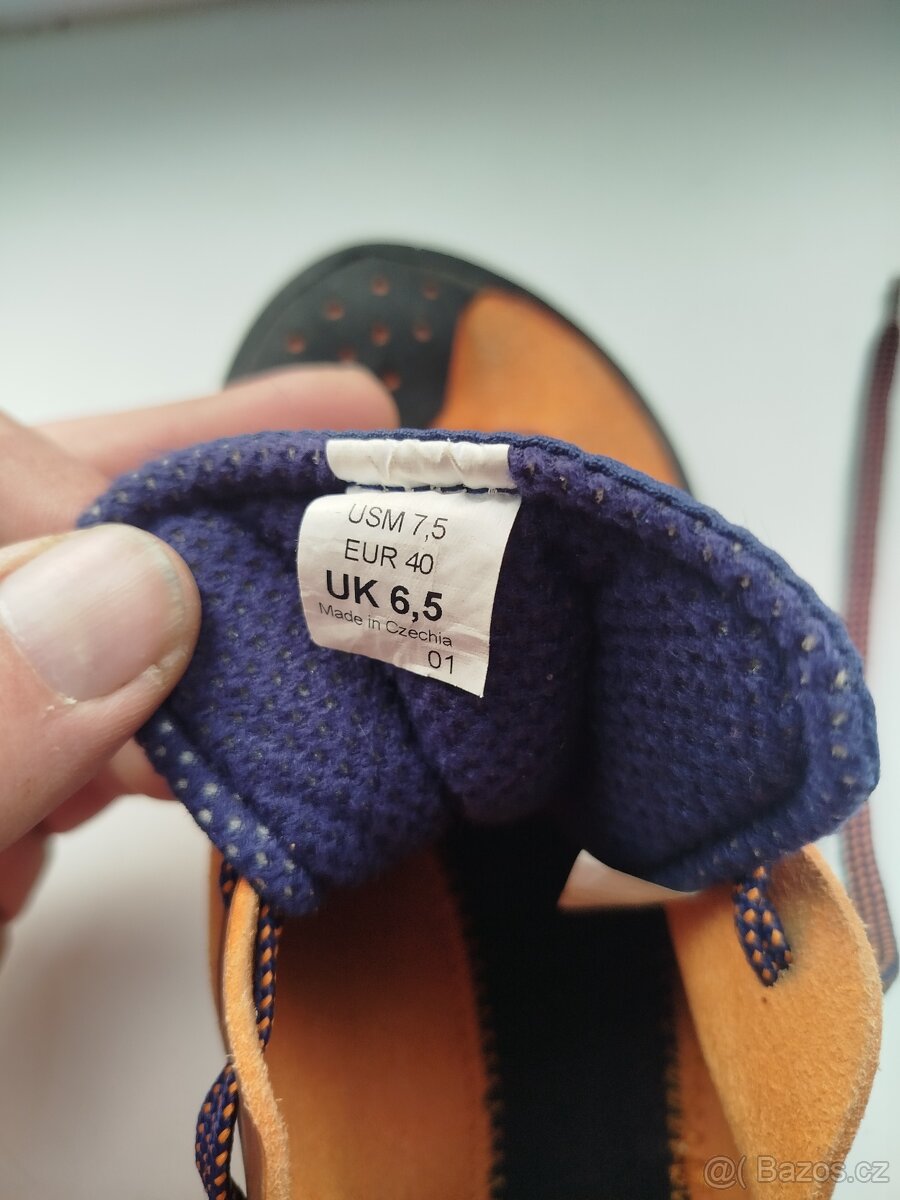 USM 7,5
EUR 40
UK 6,5
Made in Czechia
01
@( Bazos.cz